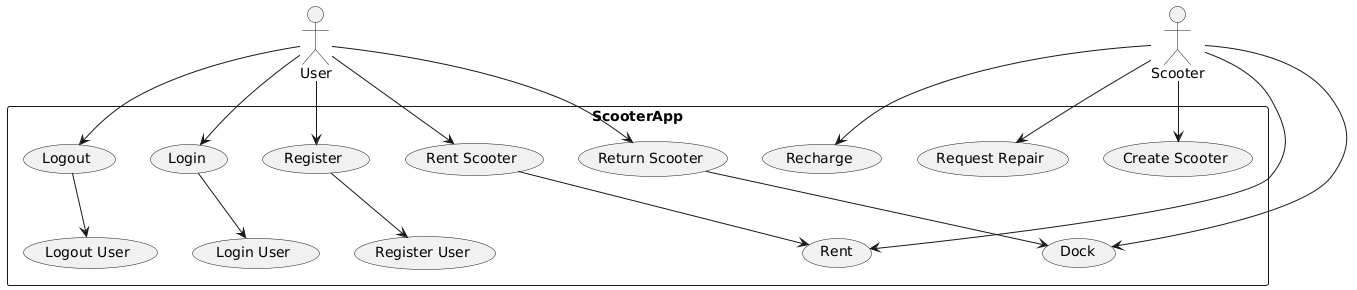 User
Scooter
ScooterApp
Logout
Login
Register
Rent Scooter
Return Scooter
Recharge
Request Repair
Create Scooter
Logout User
Login User
Register User
Rent
Dock